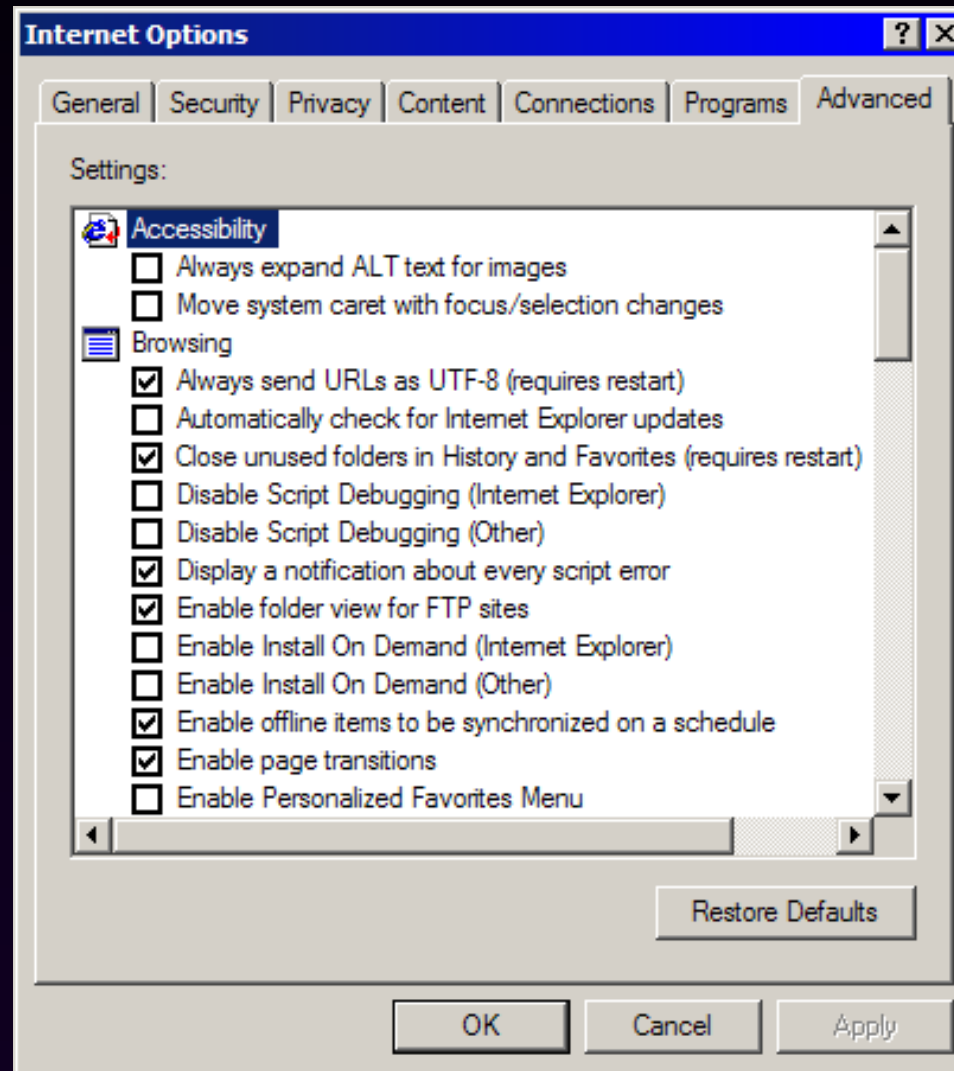 Internet Options
General Security Privacy Content Connections Programs Advanced
Settings:
Accessibility
Always expand ALT text for images
Move system caret with focus/selection changes
Browsing
Always send URLs as UTF-8 (requires restart)
Automatically check for Internet Explorer updates
Close unused folders in History and Favorites (requires restart)
Disable Script Debugging (Internet Explorer)
Disable Script Debugging (Other)
Display a notification about every script error
Enable folder view for FTP sites
Enable Install On Demand (Internet Explorer)
Enable Install On Demand (Other)
Enable offline items to be synchronized on a schedule
Enable page transitions
Enable Personalized Favorites Menu
Restore Defaults
OK Cancel Apply